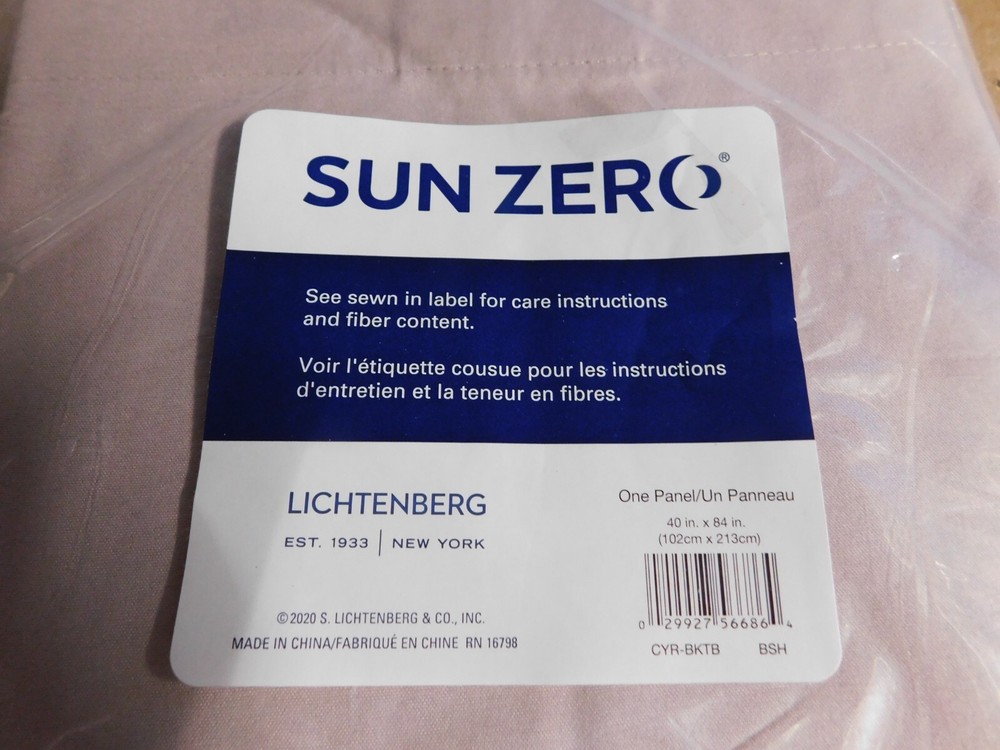 SUN ZERO®
See sewn in label for care instructions
and fiber content.
Voir l'étiquette cousue pour les instructions
d'entretien et la teneur en fibres.
LICHTENBERG
EST. 1933 | NEW YORK
©2020 S. LICHTENBERG & CO., INC.
MADE IN CHINA/FABRIQUÉ EN CHINE RN 16798
One Panel/Un Panneau
40 in. x 84 in.
(102cm x 213cm)
0 29927 56686 4
CYR-BKTB BSH